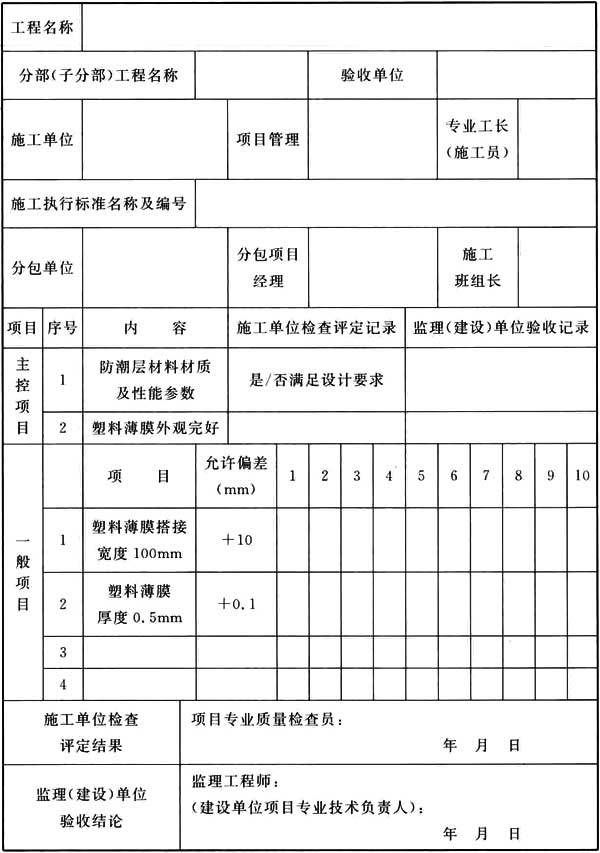 工程名称
分部(子分部)工程名称 验收单位
施工单位 项目管理 专业工长
(施工员)
施工执行标准名称及编号
分包单位 分包项目
经理 施工
班组长
项目 序号 内 容 施工单位检查评定记录 监理(建设)单位验收记录
主控项目
1 防潮层材料材质
及性能参数 是/否满足设计要求
2 塑料薄膜外观完好
一般项目
项 目 允许偏差
(mm) 1 2 3 4 5 6 7 8 9 10
1 塑料薄膜搭接
宽度100mm +10
2 塑料薄膜
厚度0.5mm +0.1
3
4
施工单位检查
评定结果 项目专业质量检查员:
年 月 日
监理(建设)单位
验收结论 监理工程师:
(建设单位项目专业技术负责人):
年 月 日